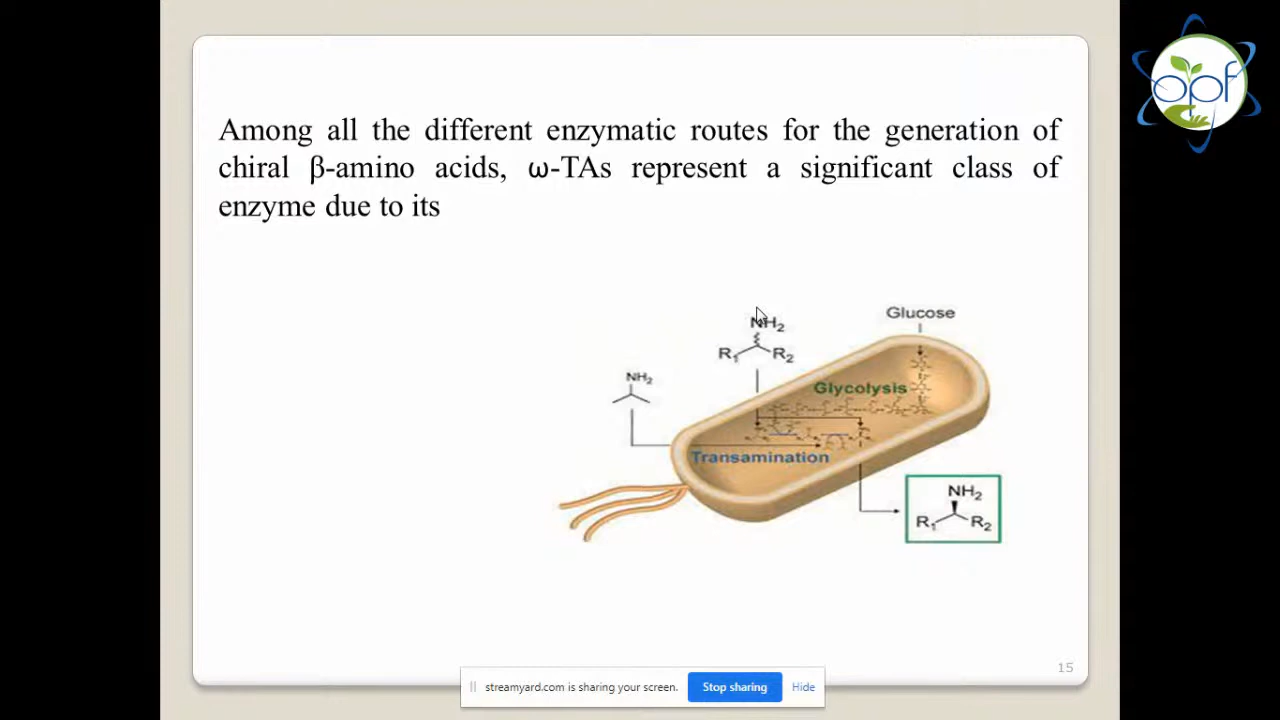 opf
Among all the different enzymatic routes for the generation of
chiral β-amino acids, ω-TAs represent a significant class of
enzyme due to its
Glucose
NH₂
R₁ R₂
NH₂
Glycolysis
Transamination
NH₂
R₁ R₂
15
streamyard.com is sharing your screen. Stop sharing Hide